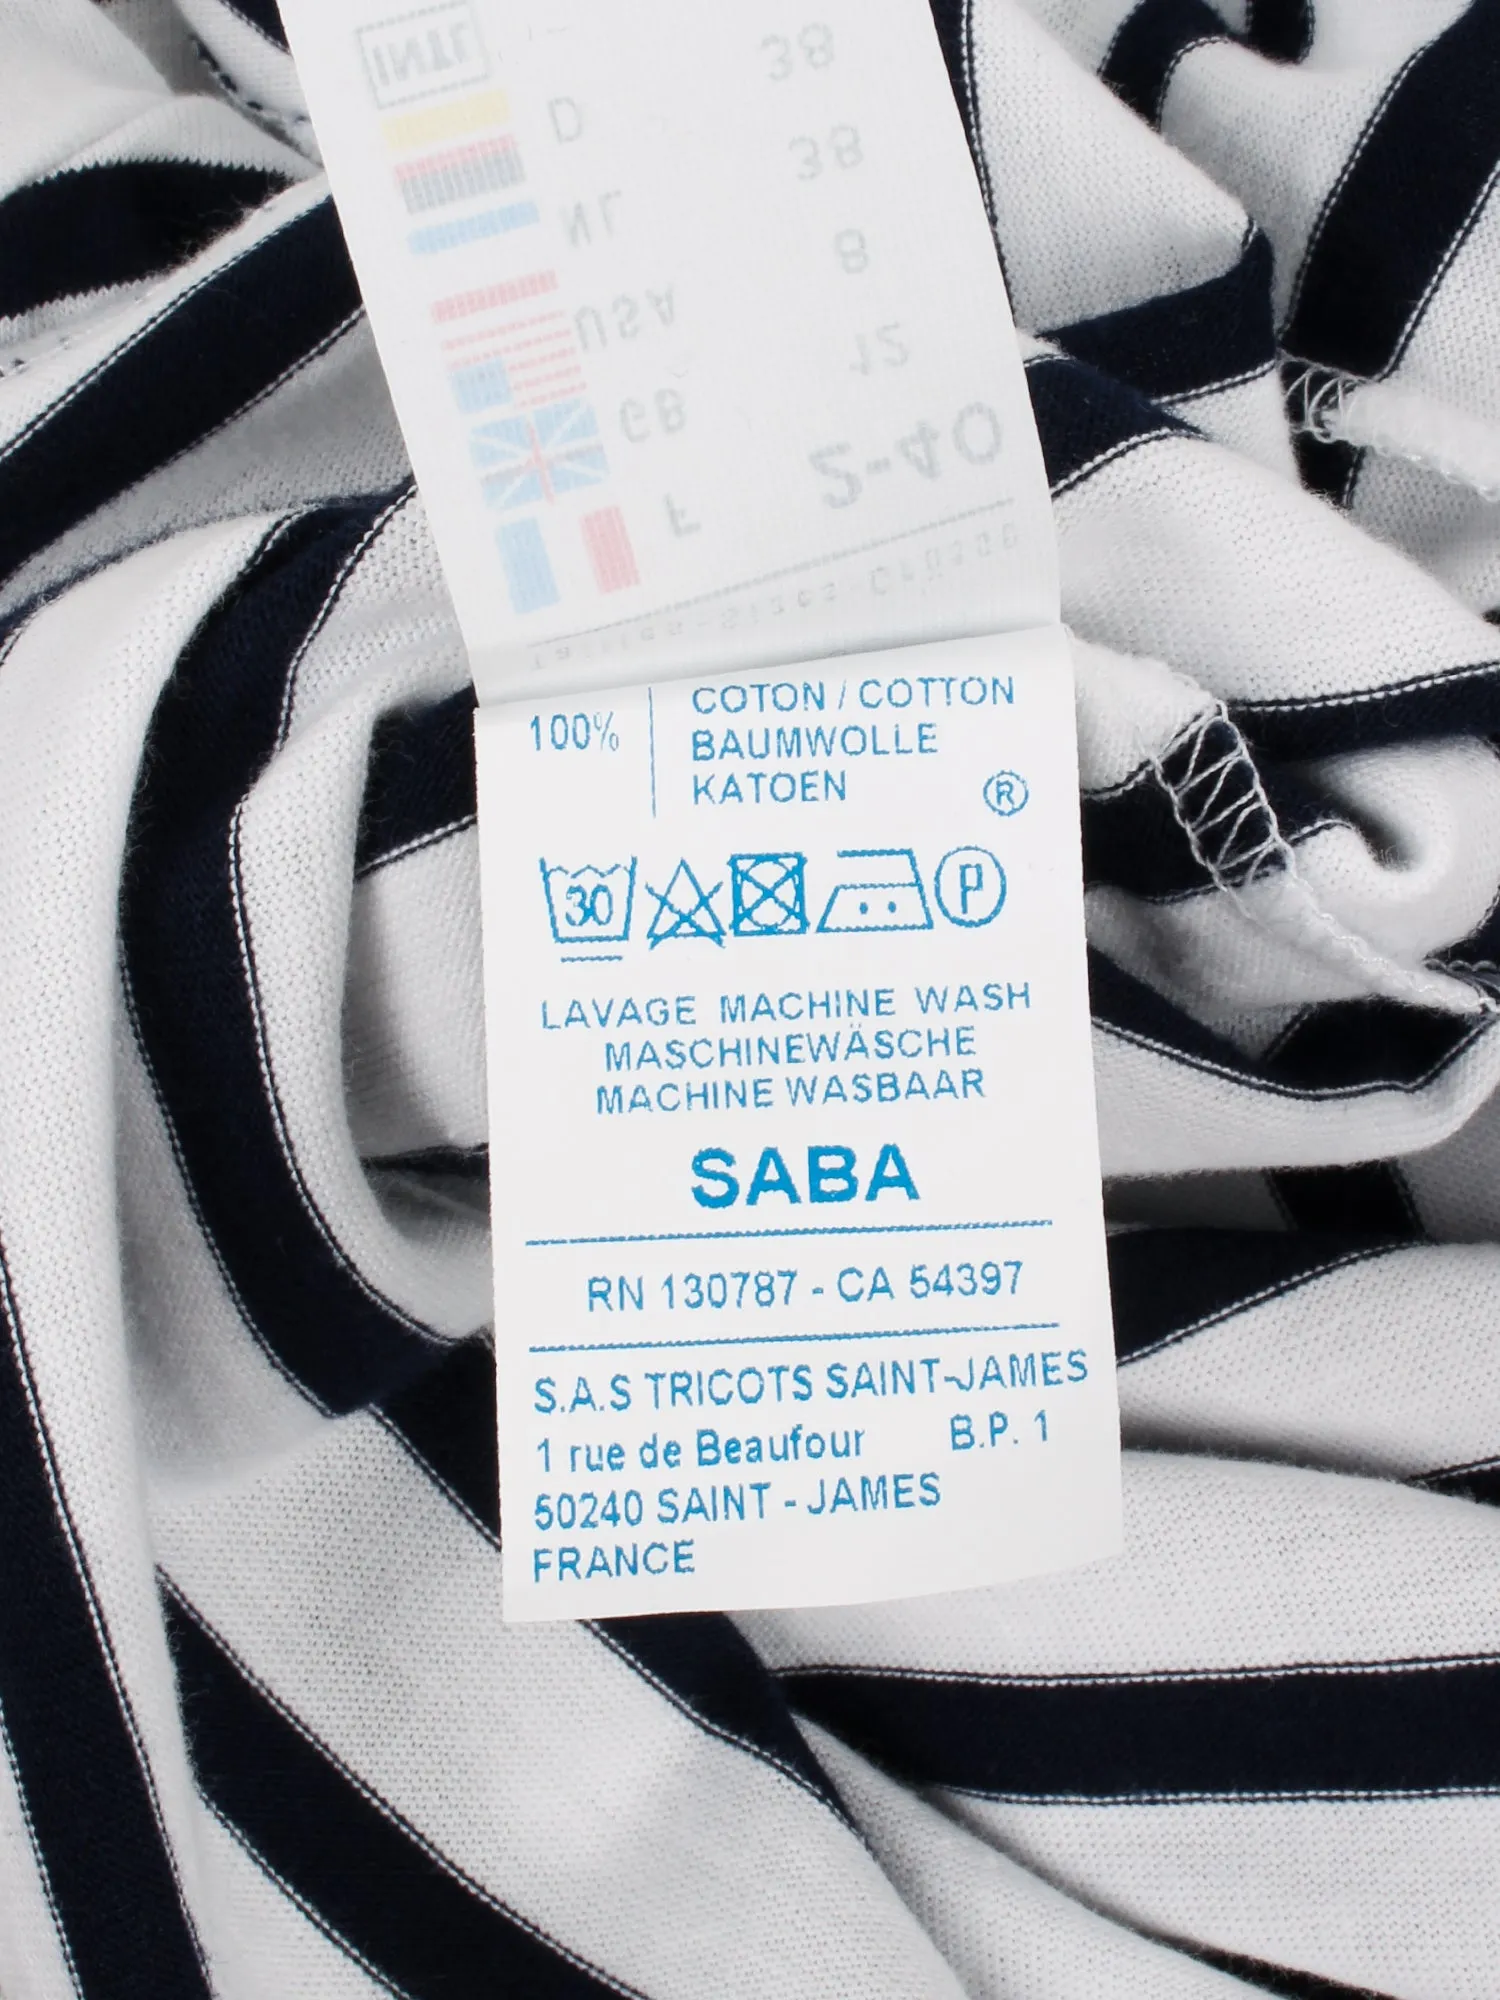 INTL
D 38
NL 38
USA 8
GB 12
F 2-40
100% COTON / COTTON
BAUMWOLLE
KATOEN
®
30 P
LAVAGE MACHINE WASH
MASCHINEWÄSCHE
MACHINE WASBAAR
SABA
RN 130787 - CA 54397
S.A.S TRICOTS SAINT-JAMES
1 rue de Beaufour B.P. 1
50240 SAINT - JAMES
FRANCE